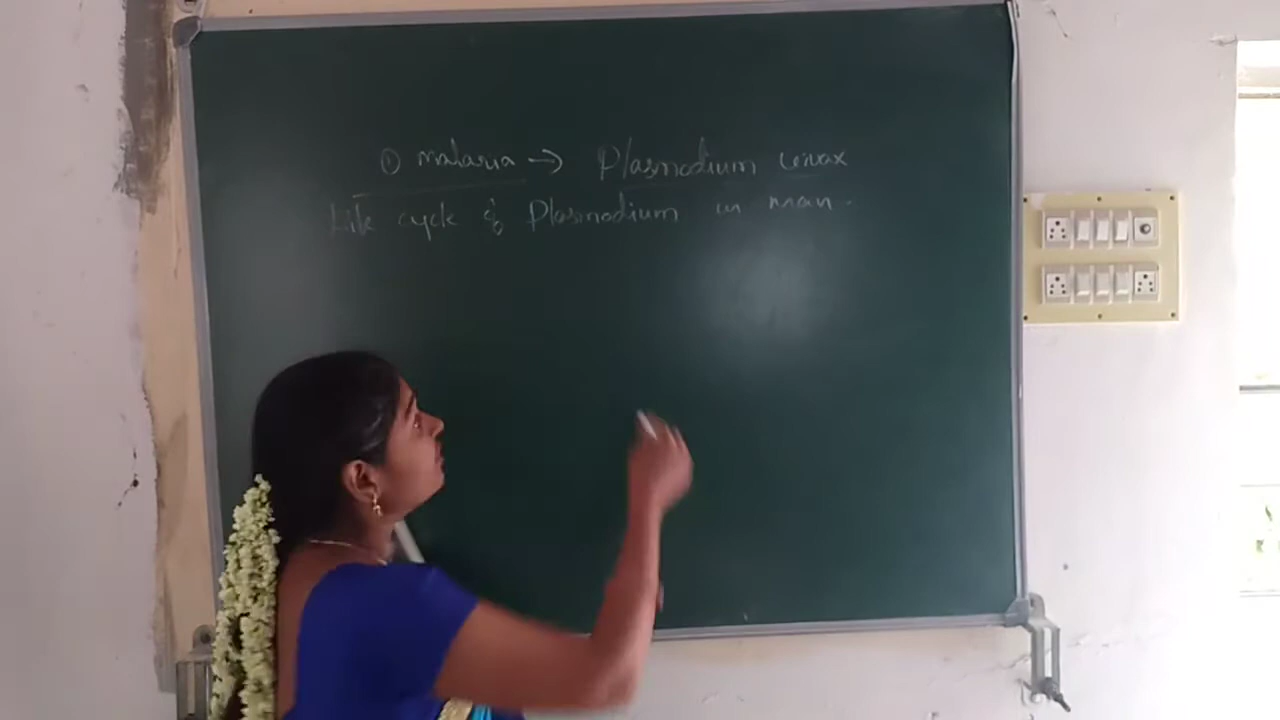 ① malaria → Plasmodium vivax
Life cycle of Plasmodium in man.